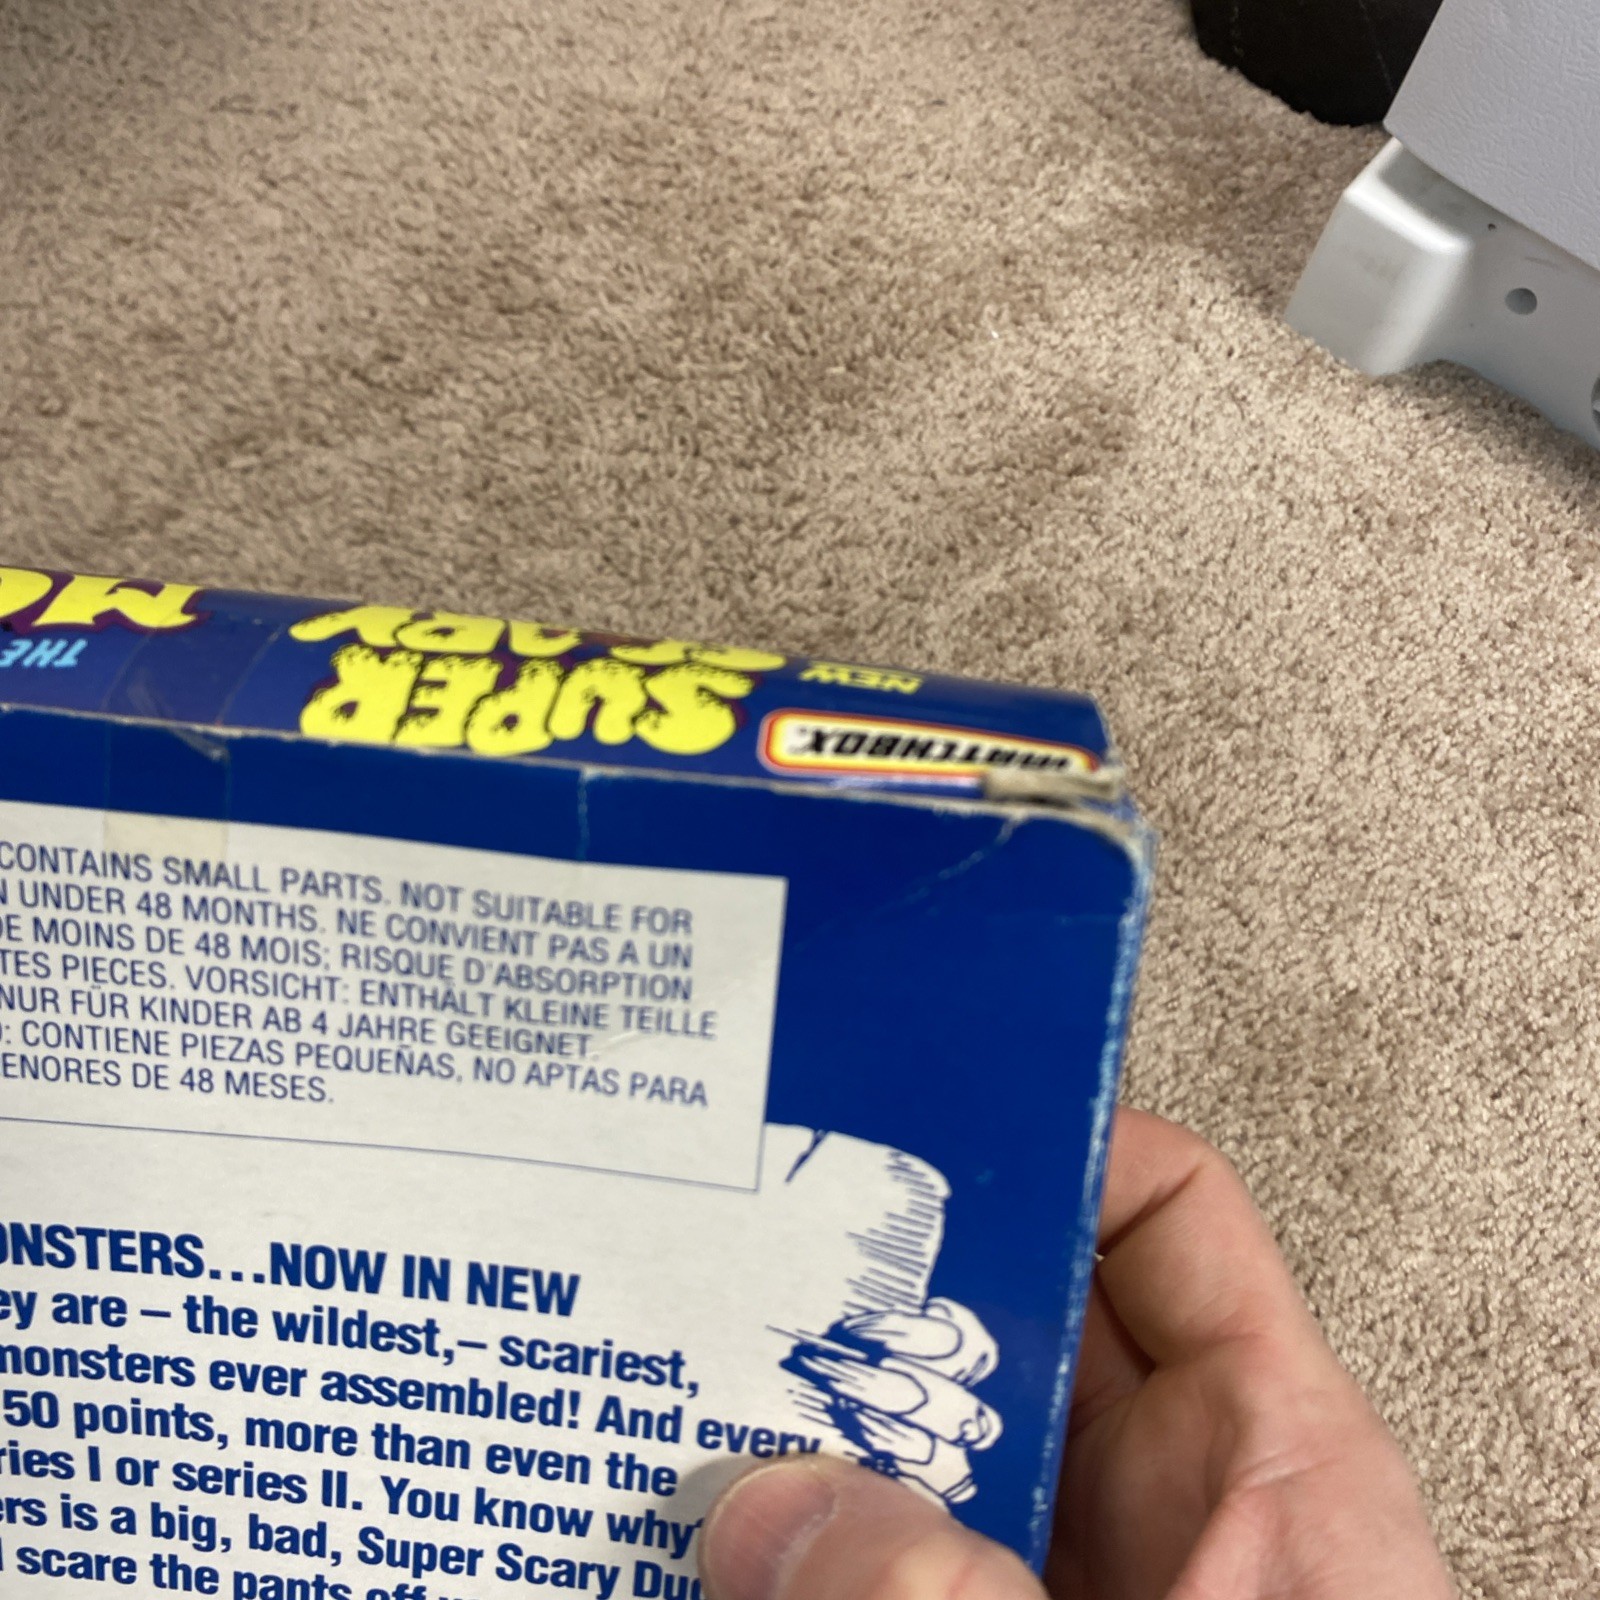 MATCHBOX
NEW
SUPER
SCARY
THE
MO
CONTAINS SMALL PARTS. NOT SUITABLE FOR
N UNDER 48 MONTHS. NE CONVIENT PAS A UN
DE MOINS DE 48 MOIS; RISQUE D'ABSORPTION
TES PIECES. VORSICHT: ENTHÄLT KLEINE TEILLE
NUR FÜR KINDER AB 4 JAHRE GEEIGNET.
: CONTIENE PIEZAS PEQUEÑAS, NO APTAS PARA
ENORES DE 48 MESES.
ONSTERS...NOW IN NEW
ey are – the wildest,– scariest,
monsters ever assembled! And every
50 points, more than even the
ries I or series II. You know why
ers is a big, bad, Super Scary Du
scare the pants off